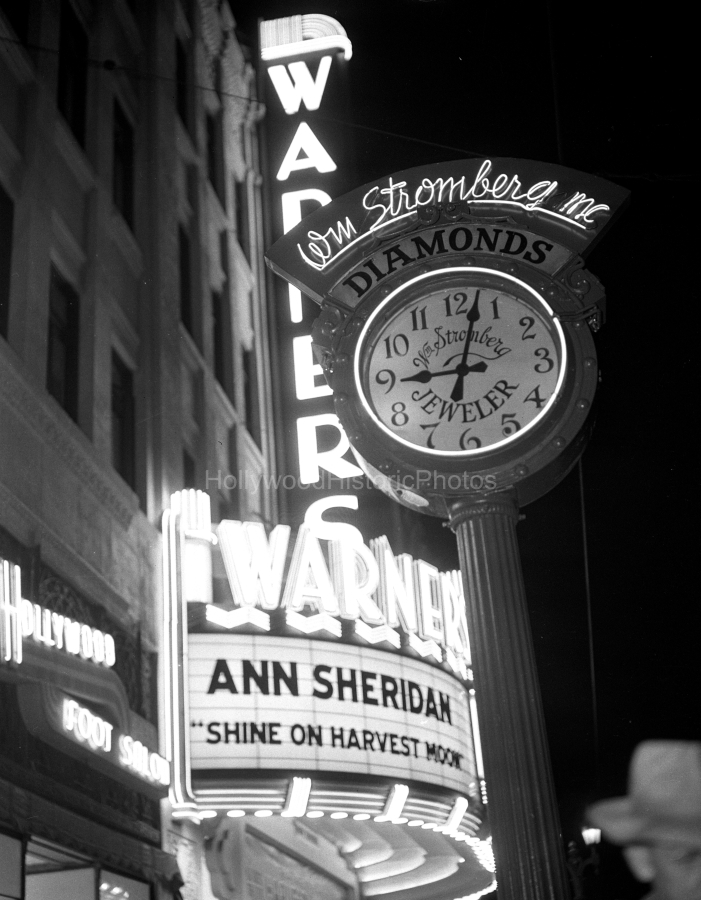 WARNERS
Wm Stromberg Inc
DIAMONDS
12 1 2 3 4 5 6 7 8 9 10 11
Wm Stromberg
JEWELER
HollywoodHistoricPhotos
WARNERS
ANN SHERIDAN
"SHINE ON HARVEST MOON"
HOLLYWOOD
FOOT SALON